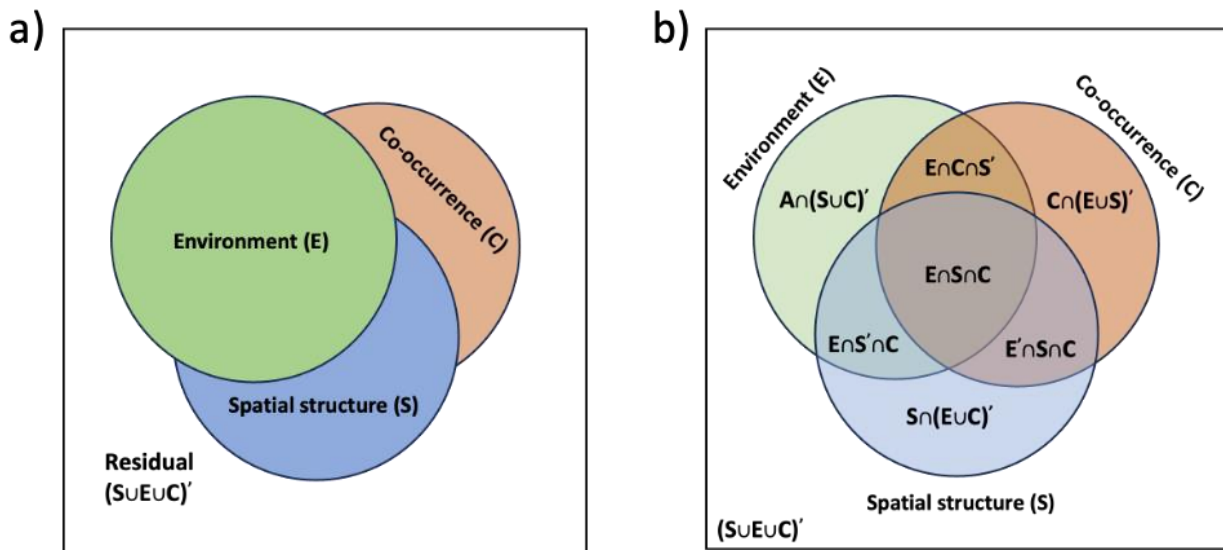 a)
Environment (E)
Co-occurrence (C)
Spatial structure (S)
Residual
(S∪E∪C)′
b)
Environment (E)
Co-occurrence (C)
E∩C∩S′
A∩(S∪C)′
C∩(E∪S)′
E∩S∩C
E∩S′∩C
E′∩S∩C
S∩(E∪C)′
Spatial structure (S)
(S∪E∪C)′